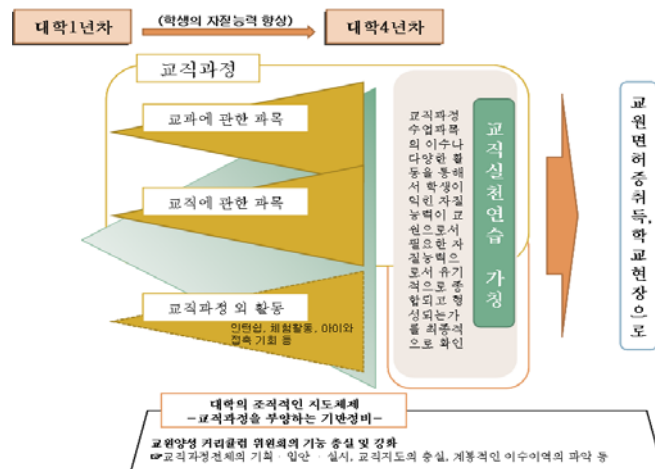 대학1년차
(학생의 자질능력 향상)
대학4년차
교직과정
교과에 관한 과목
교직에 관한 과목
교직과정 외 활동
인턴쉽, 체험활동, 아이와
접촉 기회 등
교직과정
수업과목
의 이수나
다양한 활
동을 통해
서 학생이
익힌 자질
능력이 교
원으로서
필요한 자
질능력으
로서 유기
적으로 종
합되고 형
성되는가
를 최종적
으로 확인
교직실천연습 가칭
교원면허증취득,학교현장으로
대학의 조직적인 지도체제
-교직과정을 부양하는 기반정비-
교원양성 커리큘럼 위원회의 기능 충실 및 강화
☞교직과정전체의 기획 · 입안 · 실시, 교직지도의 충실, 계통적인 이수이력의 파악 등